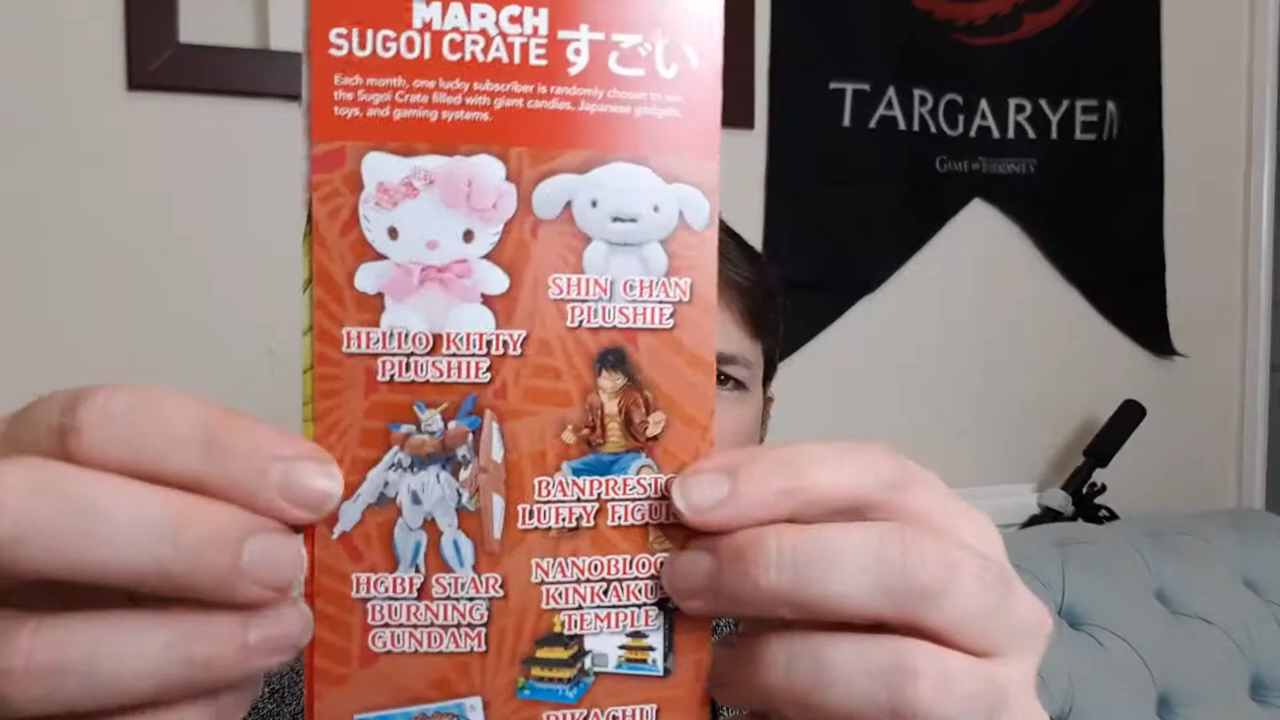 MARCH
SUGOI CRATE すごい
Each month, one lucky subscriber is randomly chosen to win
the Sugoi Crate filled with giant candies, Japanese gadgets,
toys, and gaming systems.
HELLO KITTY
PLUSHIE
SHIN CHAN
PLUSHIE
HGBF STAR
BURNING
GUNDAM
BANPRESTO
LUFFY FIGU
NANOBLOC
KINKAKU
TEMPLE
PIKACHU
TARGARYEN
GAME OF THRONES